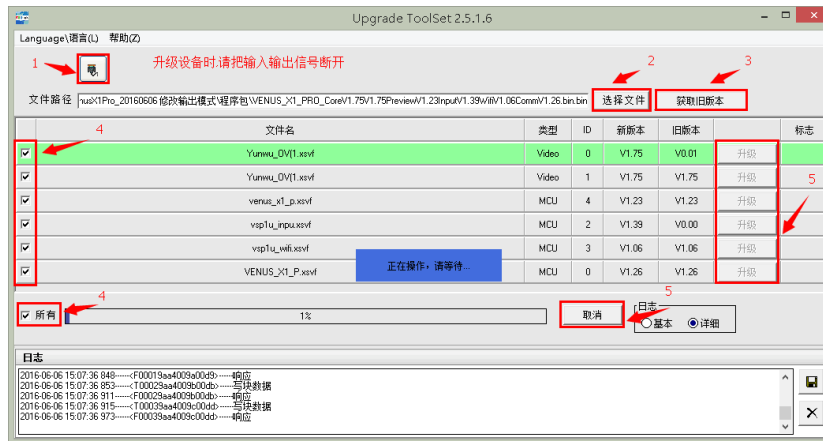 Upgrade ToolSet 2.5.1.6
Language\语言(L) 帮助(Z)
1 升级设备时.请把输入输出信号断开 2 3
文件路径 nusX1Pro_20160606 修改输出模式\程序包\VENUS_X1_PRO_CoreV1.75V1.75PreviewV1.23InputV1.39WifiV1.06CommV1.26.bin.bin 选择文件 获取旧版本
4 文件名 类型 ID 新版本 旧版本 标志
Yunwu_OV(1.xsvf Video 0 V1.75 V0.01 升级
Yunwu_OV(1.xsvf Video 1 V1.75 V1.75 升级 5
venus_x1_p.xsvf MCU 4 V1.23 V1.23 升级
vsp1u_inpu.xsvf MCU 2 V1.39 V0.00 升级
vsp1u_wifi.xsvf MCU 3 V1.06 V1.06 升级
正在操作，请等待...
VENUS_X1_P.xsvf MCU 0 V1.26 V1.26 升级
4 5
所有 1% 取消 日志 基本 详细
日志
2016-06-06 15:07:36 848-----<F00019aa4009a00d9>-----响应
2016-06-06 15:07:36 853-----<T00029aa4009b00db>-----写块数据
2016-06-06 15:07:36 911-----<F00029aa4009b00db>-----响应
2016-06-06 15:07:36 915-----<T00039aa4009c00dd>-----写块数据
2016-06-06 15:07:36 973-----<F00039aa4009c00dd>-----响应